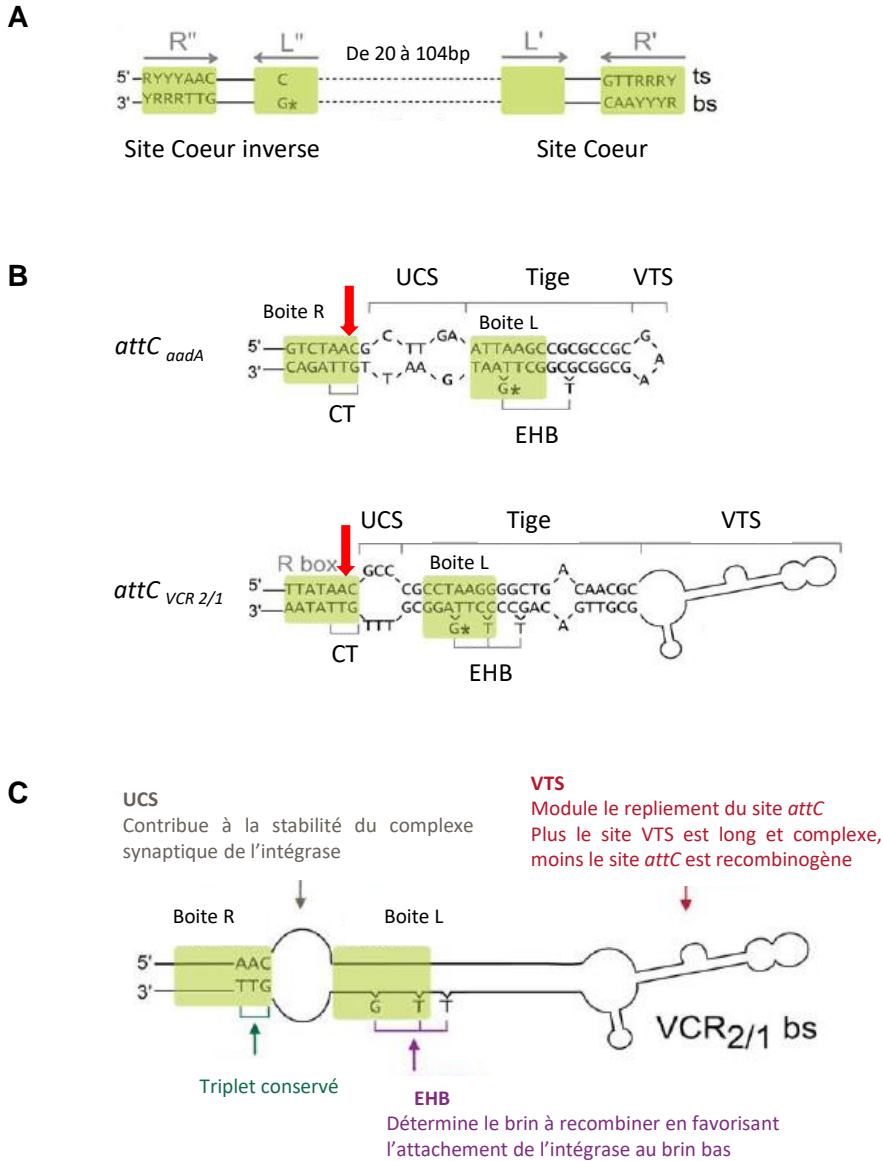 A
R" L" De 20 à 104bp L' R'
5'-RYYYAAC C GTTRRRY ts
3'-YRRRTTG G* CAAYYYR bs
Site Coeur inverse Site Coeur
B
UCS Tige VTS
Boite R Boite L
attC aadA
5' GTCTAACG C TT GA ATTAAGCCGCGCCGC G A
3' CAGATTGT T AA G TAATTCGGCGCGGCG A
G* T
CT
EHB
UCS Tige VTS
R box Boite L
attC VCR 2/1
5' TTATAAC GCC CGCCTAAGGGGCTG A CAACGC
3' AATATTG TTT GCGGATTCCCCGAC A GTTGCG
G* T T
CT
EHB
C
UCS
Contribue à la stabilité du complexe
synaptique de l'intégrase
VTS
Module le repliement du site attC
Plus le site VTS est long et complexe,
moins le site attC est recombinogène
Boite R Boite L
5' AAC
3' TTG
G T T
VCR2/1 bs
Triplet conservé
EHB
Détermine le brin à recombiner en favorisant
l'attachement de l'intégrase au brin bas